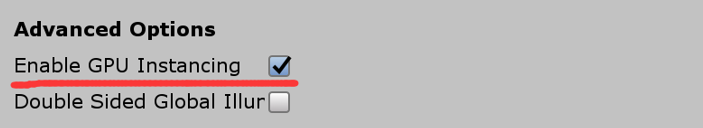 Advanced Options
Enable GPU Instancing
Double Sided Global Illur